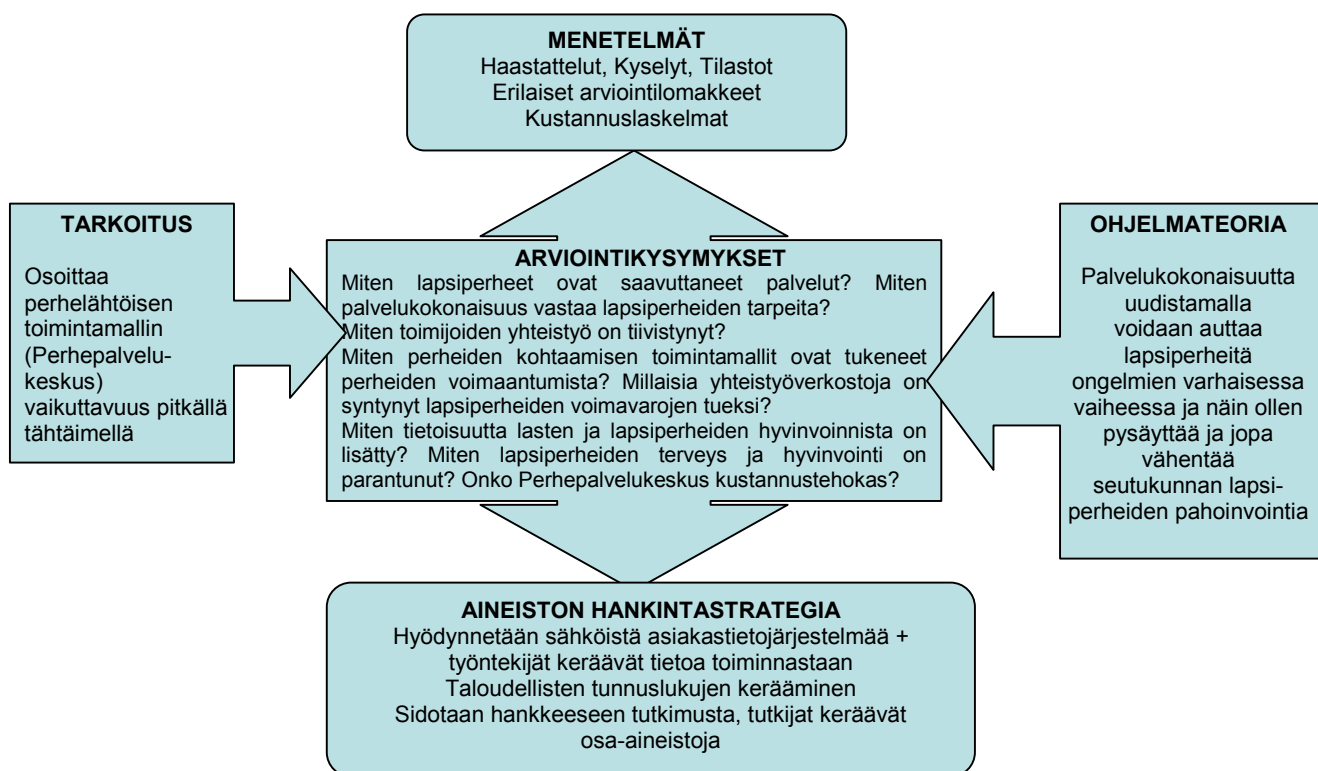 MENETELMÄT
Haastattelut, Kyselyt, Tilastot
Erilaiset arviointilomakkeet
Kustannuslaskelmat
TARKOITUS
Osoittaa
perhelähtöisen
toimintamallin
(Perhepalvelu-
keskus)
vaikuttavuus pitkällä
tähtäimellä
ARVIOINTIKYSYMYKSET
Miten lapsiperheet ovat saavuttaneet palvelut? Miten
palvelukokonaisuus vastaa lapsiperheiden tarpeita?
Miten toimijoiden yhteistyö on tiivistynyt?
Miten perheiden kohtaamisen toimintamallit ovat tukeneet
perheiden voimaantumista? Millaisia yhteistyöverkostoja on
syntynyt lapsiperheiden voimavarojen tueksi?
Miten tietoisuutta lasten ja lapsiperheiden hyvinvoinnista on
lisätty? Miten lapsiperheiden terveys ja hyvinvointi on
parantunut? Onko Perhepalvelukeskus kustannustehokas?
OHJELMATEORIA
Palvelukokonaisuutta
uudistamalla
voidaan auttaa
lapsiperheitä
ongelmien varhaisessa
vaiheessa ja näin ollen
pysäyttää ja jopa
vähentää
seutukunnan lapsi-
perheiden pahoinvointia
AINEISTON HANKINTASTRATEGIA
Hyödynnetään sähköistä asiakastietojärjestelmää +
työntekijät keräävät tietoa toiminnastaan
Taloudellisten tunnuslukujen kerääminen
Sidotaan hankkeeseen tutkimusta, tutkijat keräävät
osa-aineistoja